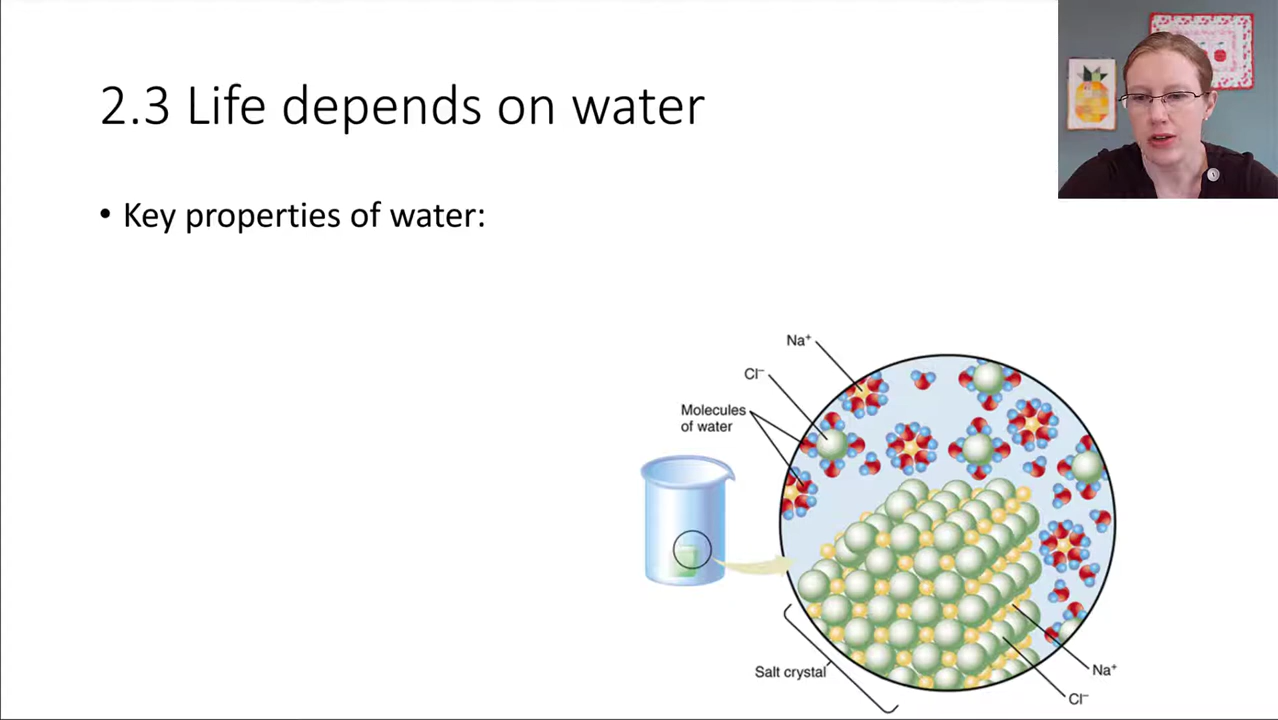 2.3 Life depends on water
• Key properties of water:
Na⁺
Cl⁻
Molecules
of water
Salt crystal
Na⁺
Cl⁻